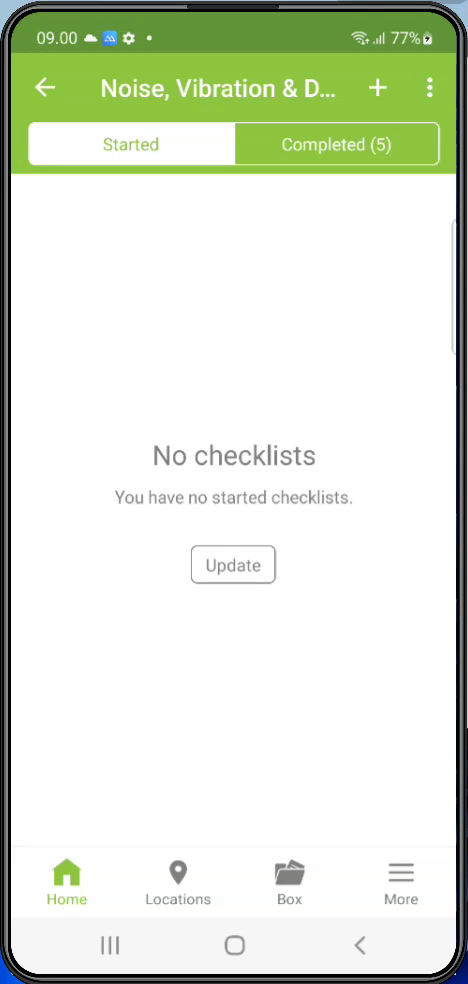 09.00 77%
Noise, Vibration & D...
Started Completed (5)
No checklists
You have no started checklists.
Update
Home Locations Box More